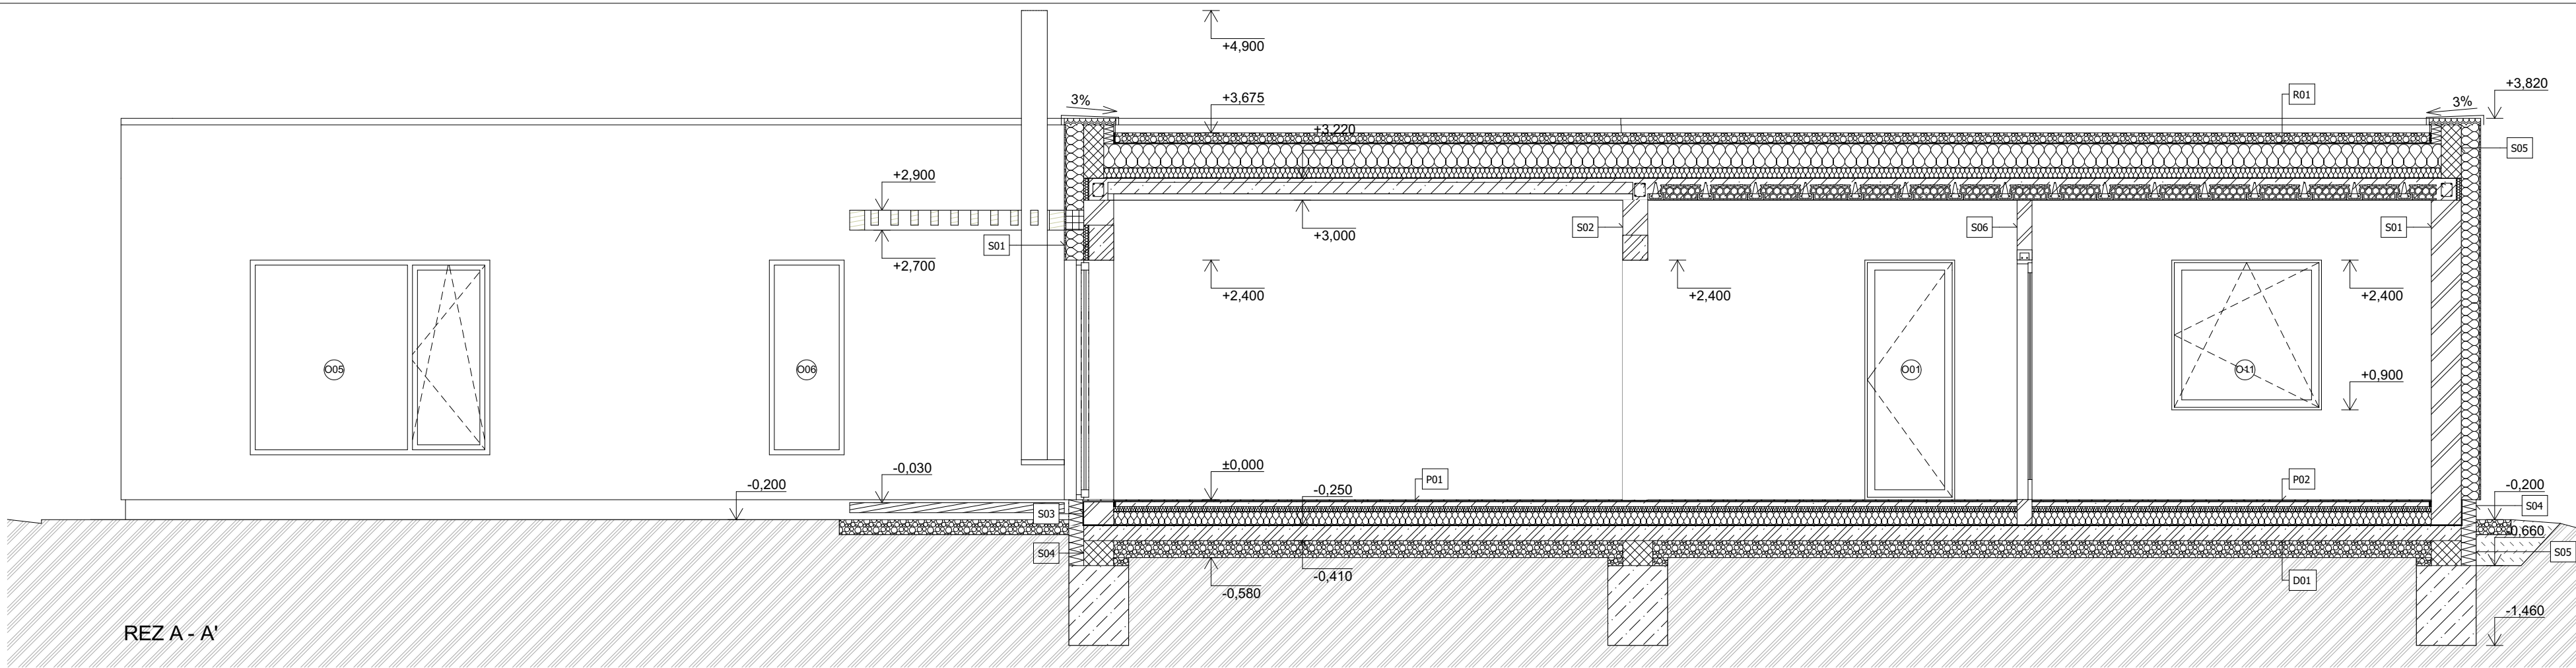 +4,900
+3,820
R01
3%
+3,675
3%
+3,220
S05
+2,900
S01
+3,000
S02
S06
S01
+2,700
+2,400
+2,400
+2,400
O05
O06
O01
O11
+0,900
-0,030
±0,000
-0,200
-0,250
P01
P02
-0,200
S03
S04
-0,660
S04
S05
-0,410
-0,580
D01
-1,460
REZ A - A'